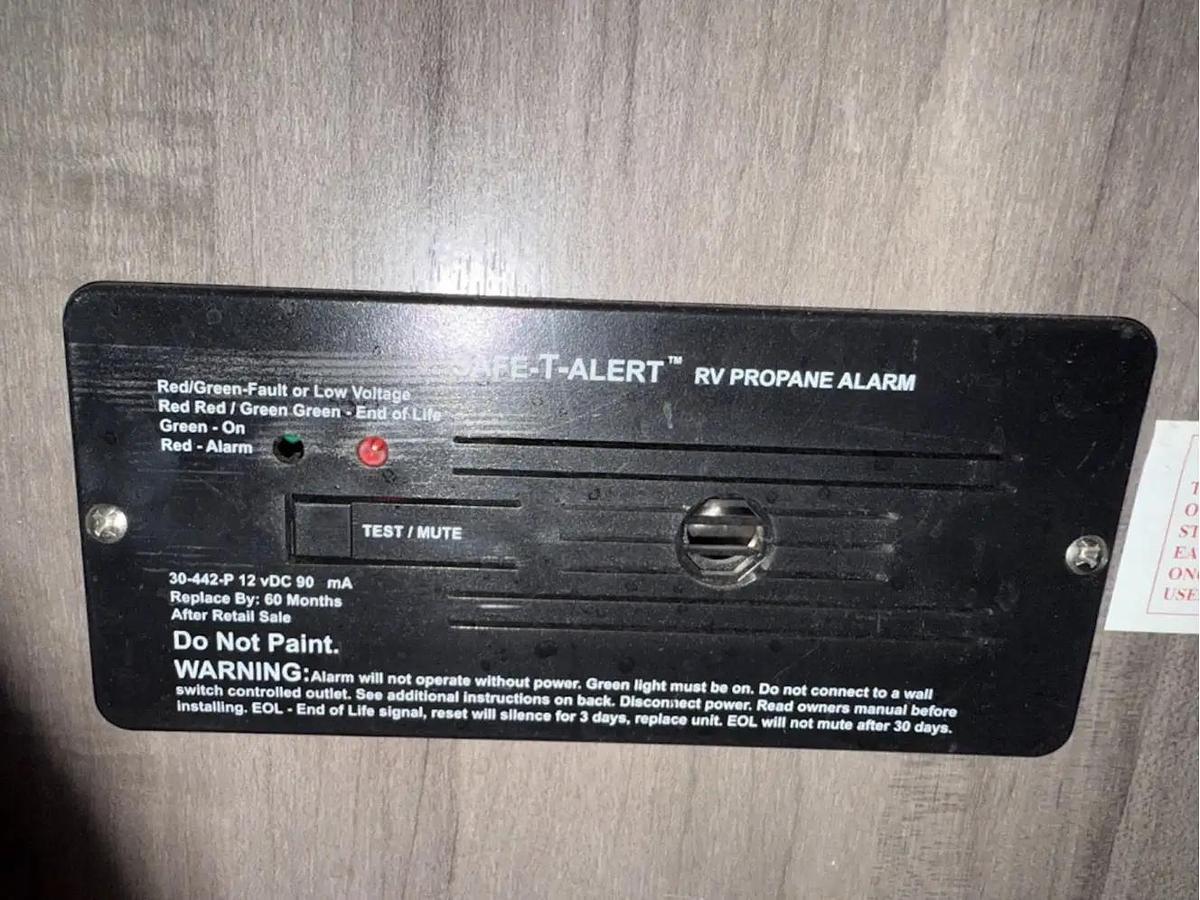 SAFE-T-ALERT™ RV PROPANE ALARM
Red/Green-Fault or Low Voltage
Red Red / Green Green - End of Life
Green - On
Red - Alarm
TEST / MUTE
30-442-P 12 vDC 90 mA
Replace By: 60 Months
After Retail Sale
Do Not Paint.
WARNING: Alarm will not operate without power. Green light must be on. Do not connect to a wall
switch controlled outlet. See additional instructions on back. Disconnect power. Read owners manual before
installing. EOL - End of Life signal, reset will silence for 3 days, replace unit. EOL will not mute after 30 days.